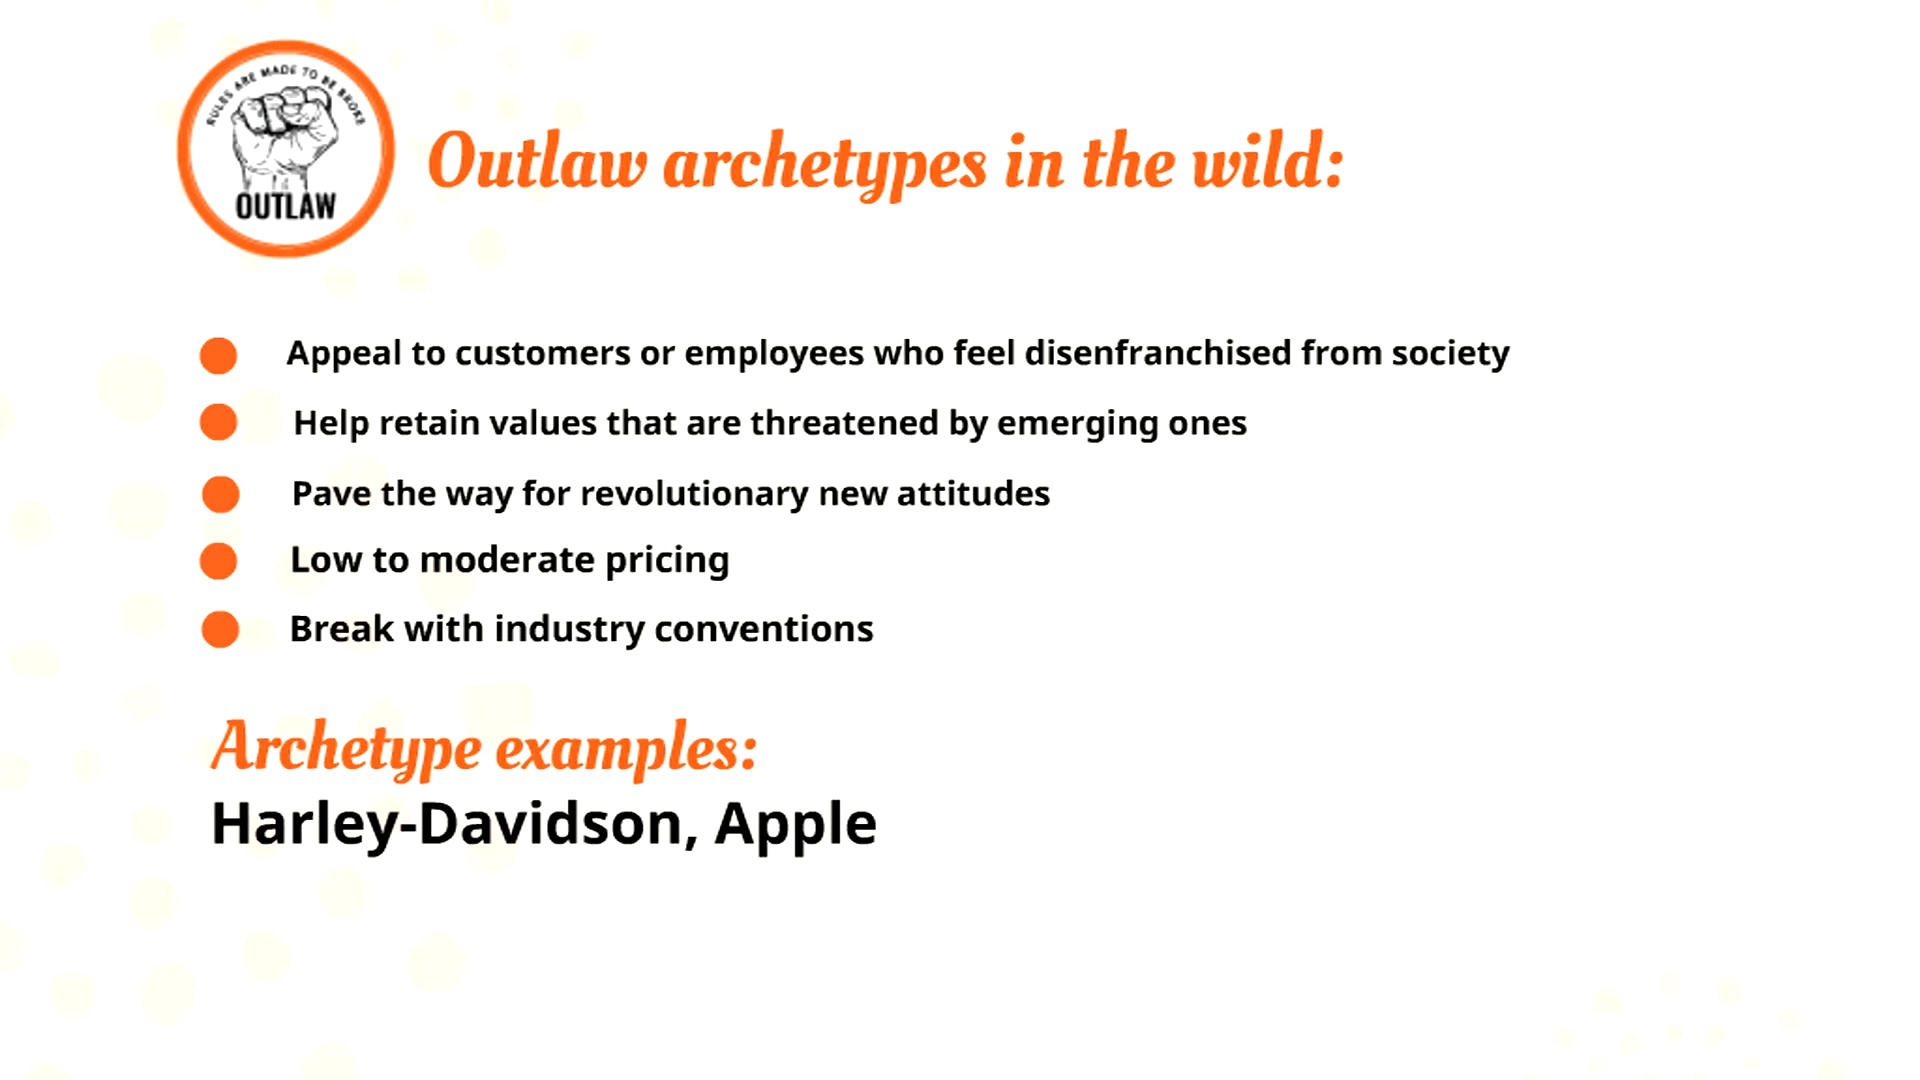 RULES ARE MADE TO BE BROKE
OUTLAW
Outlaw archetypes in the wild:
Appeal to customers or employees who feel disenfranchised from society
Help retain values that are threatened by emerging ones
Pave the way for revolutionary new attitudes
Low to moderate pricing
Break with industry conventions
Archetype examples:
Harley-Davidson, Apple